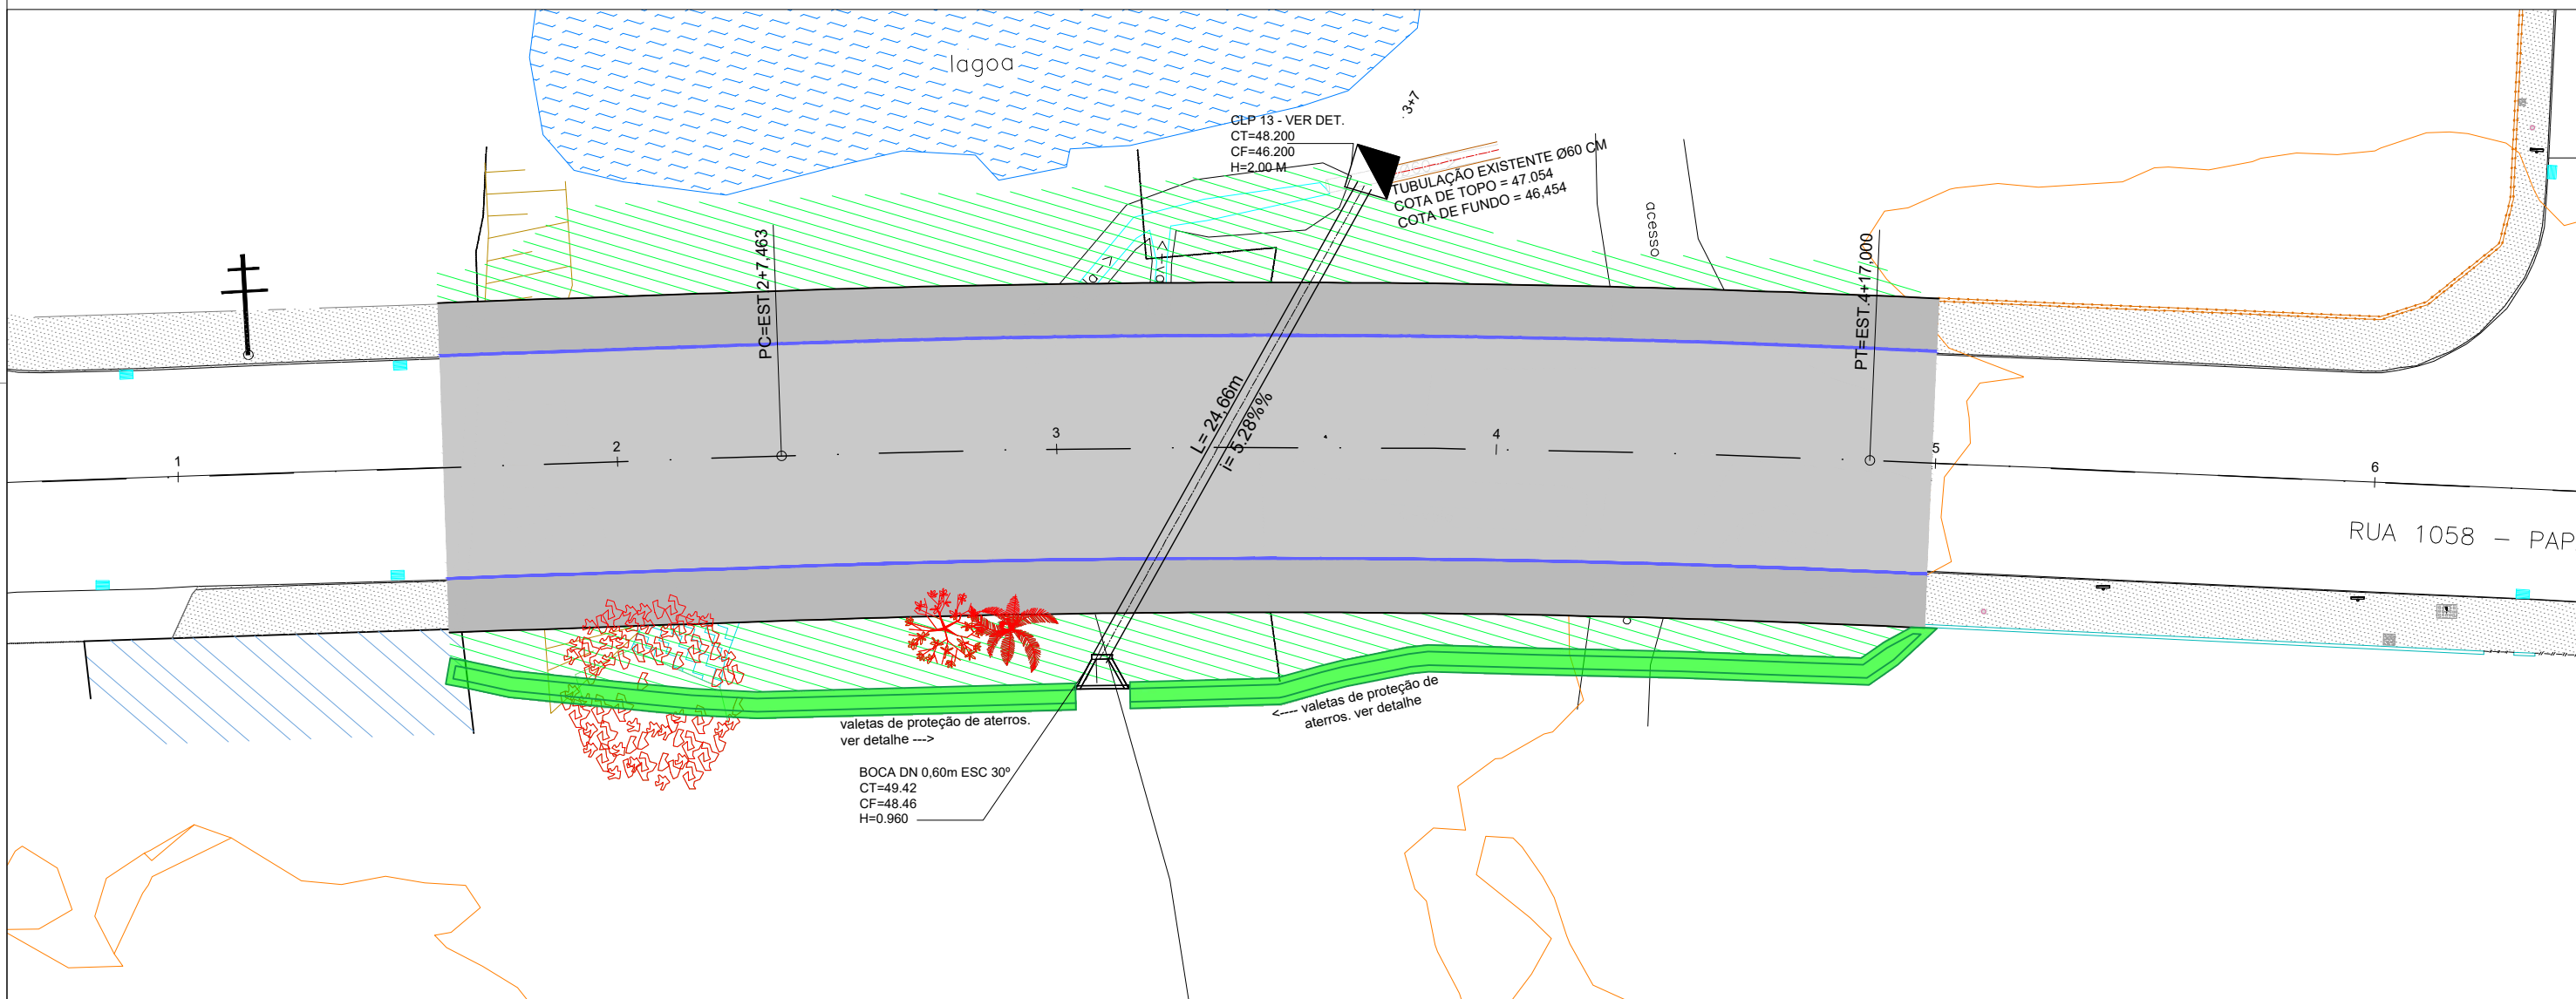 lagoa
3+7
CLP 13 - VER DET.
CT=48.200
CF=46.200
H=2.00 M
TUBULAÇÃO EXISTENTE Ø60 CM
COTA DE TOPO = 47.054
COTA DE FUNDO = 46,454
acesso
PC=EST.2+7,463
PT=EST.4+17,000
L= 24,66m
i= 5.28%%
1
2
3
4
5
6
RUA 1058 – PAP
valetas de proteção de aterros.
ver detalhe --->
<---- valetas de proteção de
aterros. ver detalhe
BOCA DN 0,60m ESC 30º
CT=49.42
CF=48.46
H=0.960